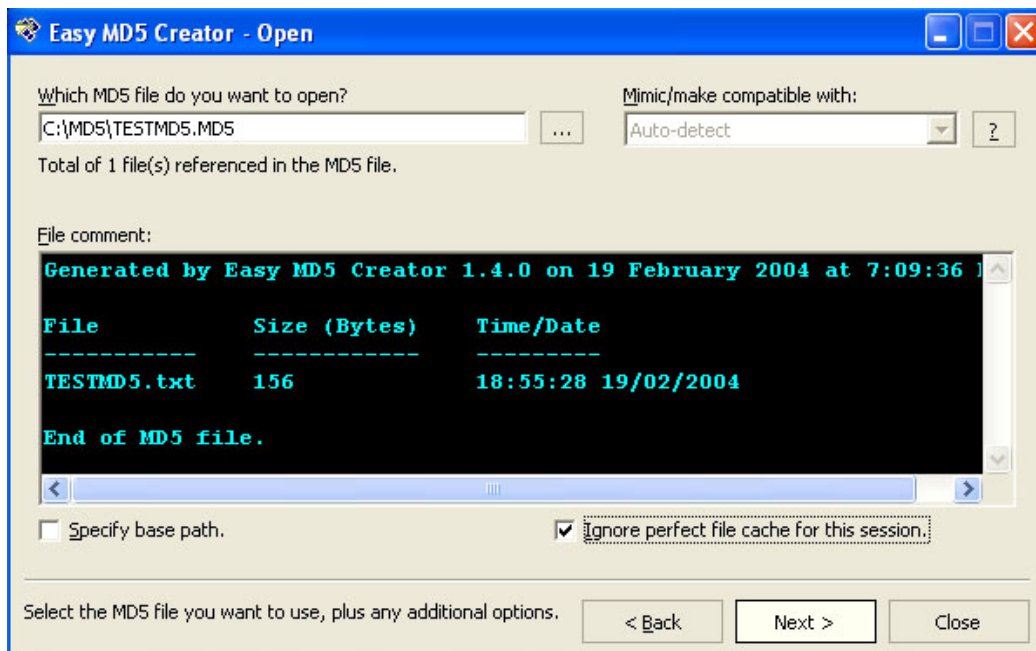 Easy MD5 Creator - Open
Which MD5 file do you want to open?
Mimic/make compatible with:
C:\MD5\TESTMD5.MD5
...
Auto-detect
?
Total of 1 file(s) referenced in the MD5 file.
File comment:
Generated by Easy MD5 Creator 1.4.0 on 19 February 2004 at 7:09:36
File Size (Bytes) Time/Date
----------- ------------ ---------
TESTMD5.txt 156 18:55:28 19/02/2004
End of MD5 file.
Specify base path.
Ignore perfect file cache for this session.
Select the MD5 file you want to use, plus any additional options.
< Back
Next >
Close